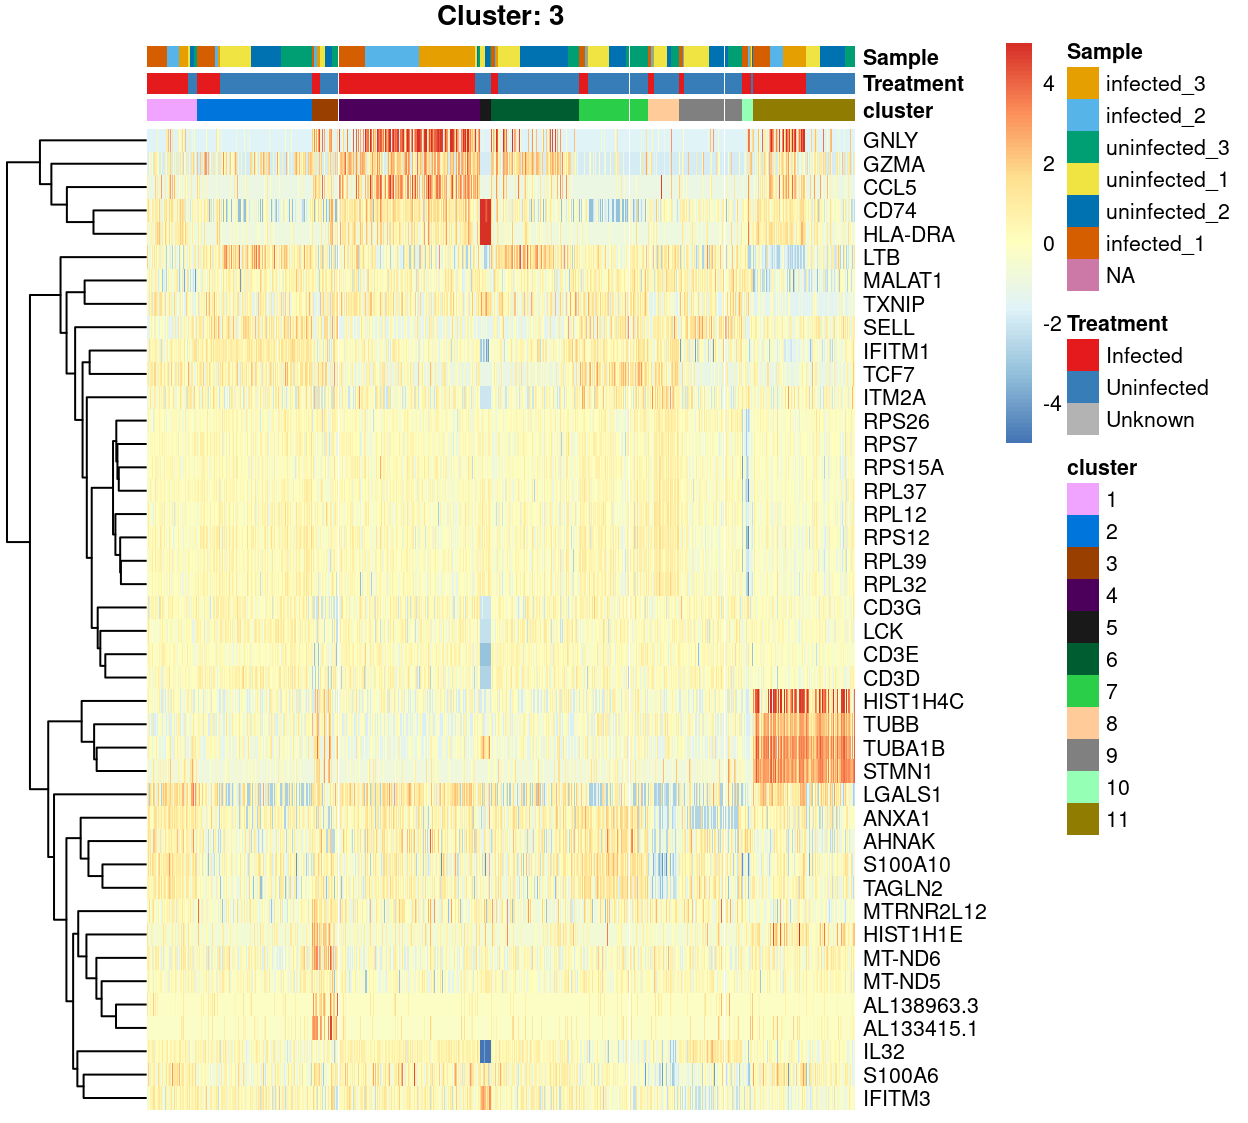 Cluster: 3
Sample
Treatment
cluster
GNLY
GZMA
CCL5
CD74
HLA-DRA
LTB
MALAT1
TXNIP
SELL
IFITM1
TCF7
ITM2A
RPS26
RPS7
RPS15A
RPL37
RPL12
RPS12
RPL39
RPL32
CD3G
LCK
CD3E
CD3D
HIST1H4C
TUBB
TUBA1B
STMN1
LGALS1
ANXA1
AHNAK
S100A10
TAGLN2
MTRNR2L12
HIST1H1E
MT-ND6
MT-ND5
AL138963.3
AL133415.1
IL32
S100A6
IFITM3
4
2
0
-2
-4
Sample
infected_3
infected_2
uninfected_3
uninfected_1
uninfected_2
infected_1
NA
Treatment
Infected
Uninfected
Unknown
cluster
1
2
3
4
5
6
7
8
9
10
11